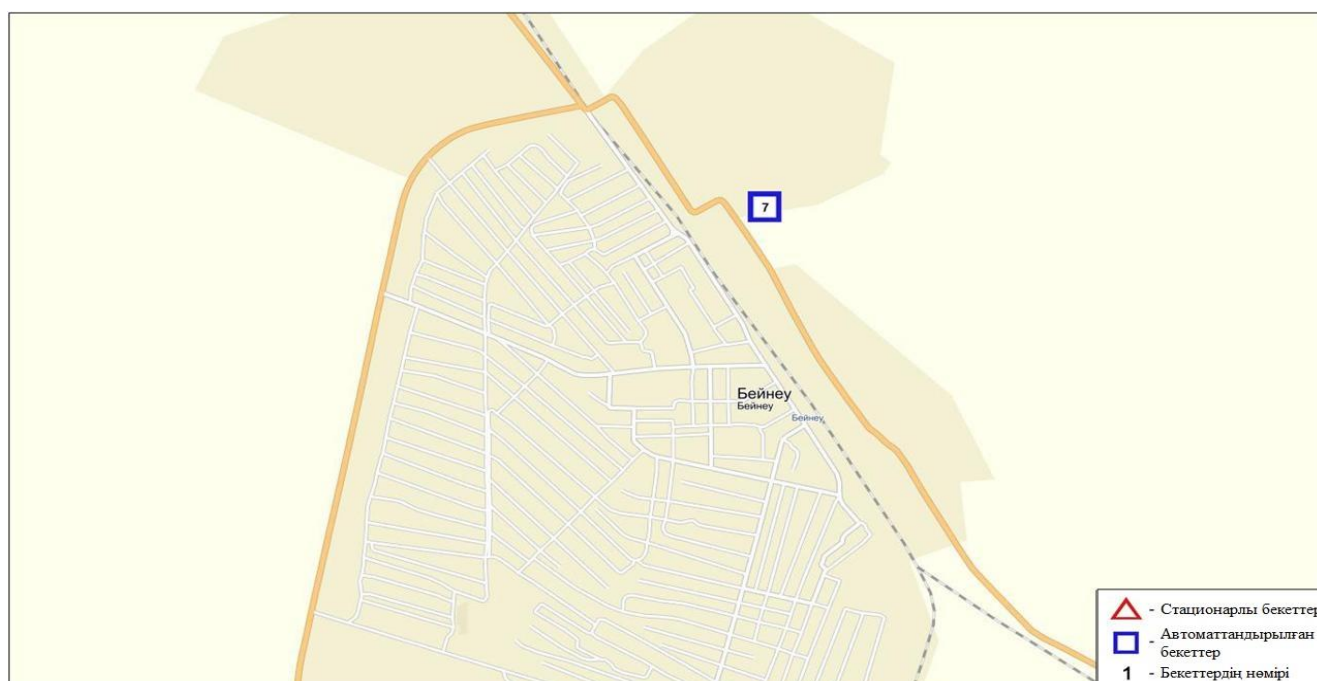 7
Бейнеу
Бейнеу
Бейнеу
- Стационарлы бекеттер
- Автоматтандырылған
бекеттер
1 - Бекеттердің нөмірі